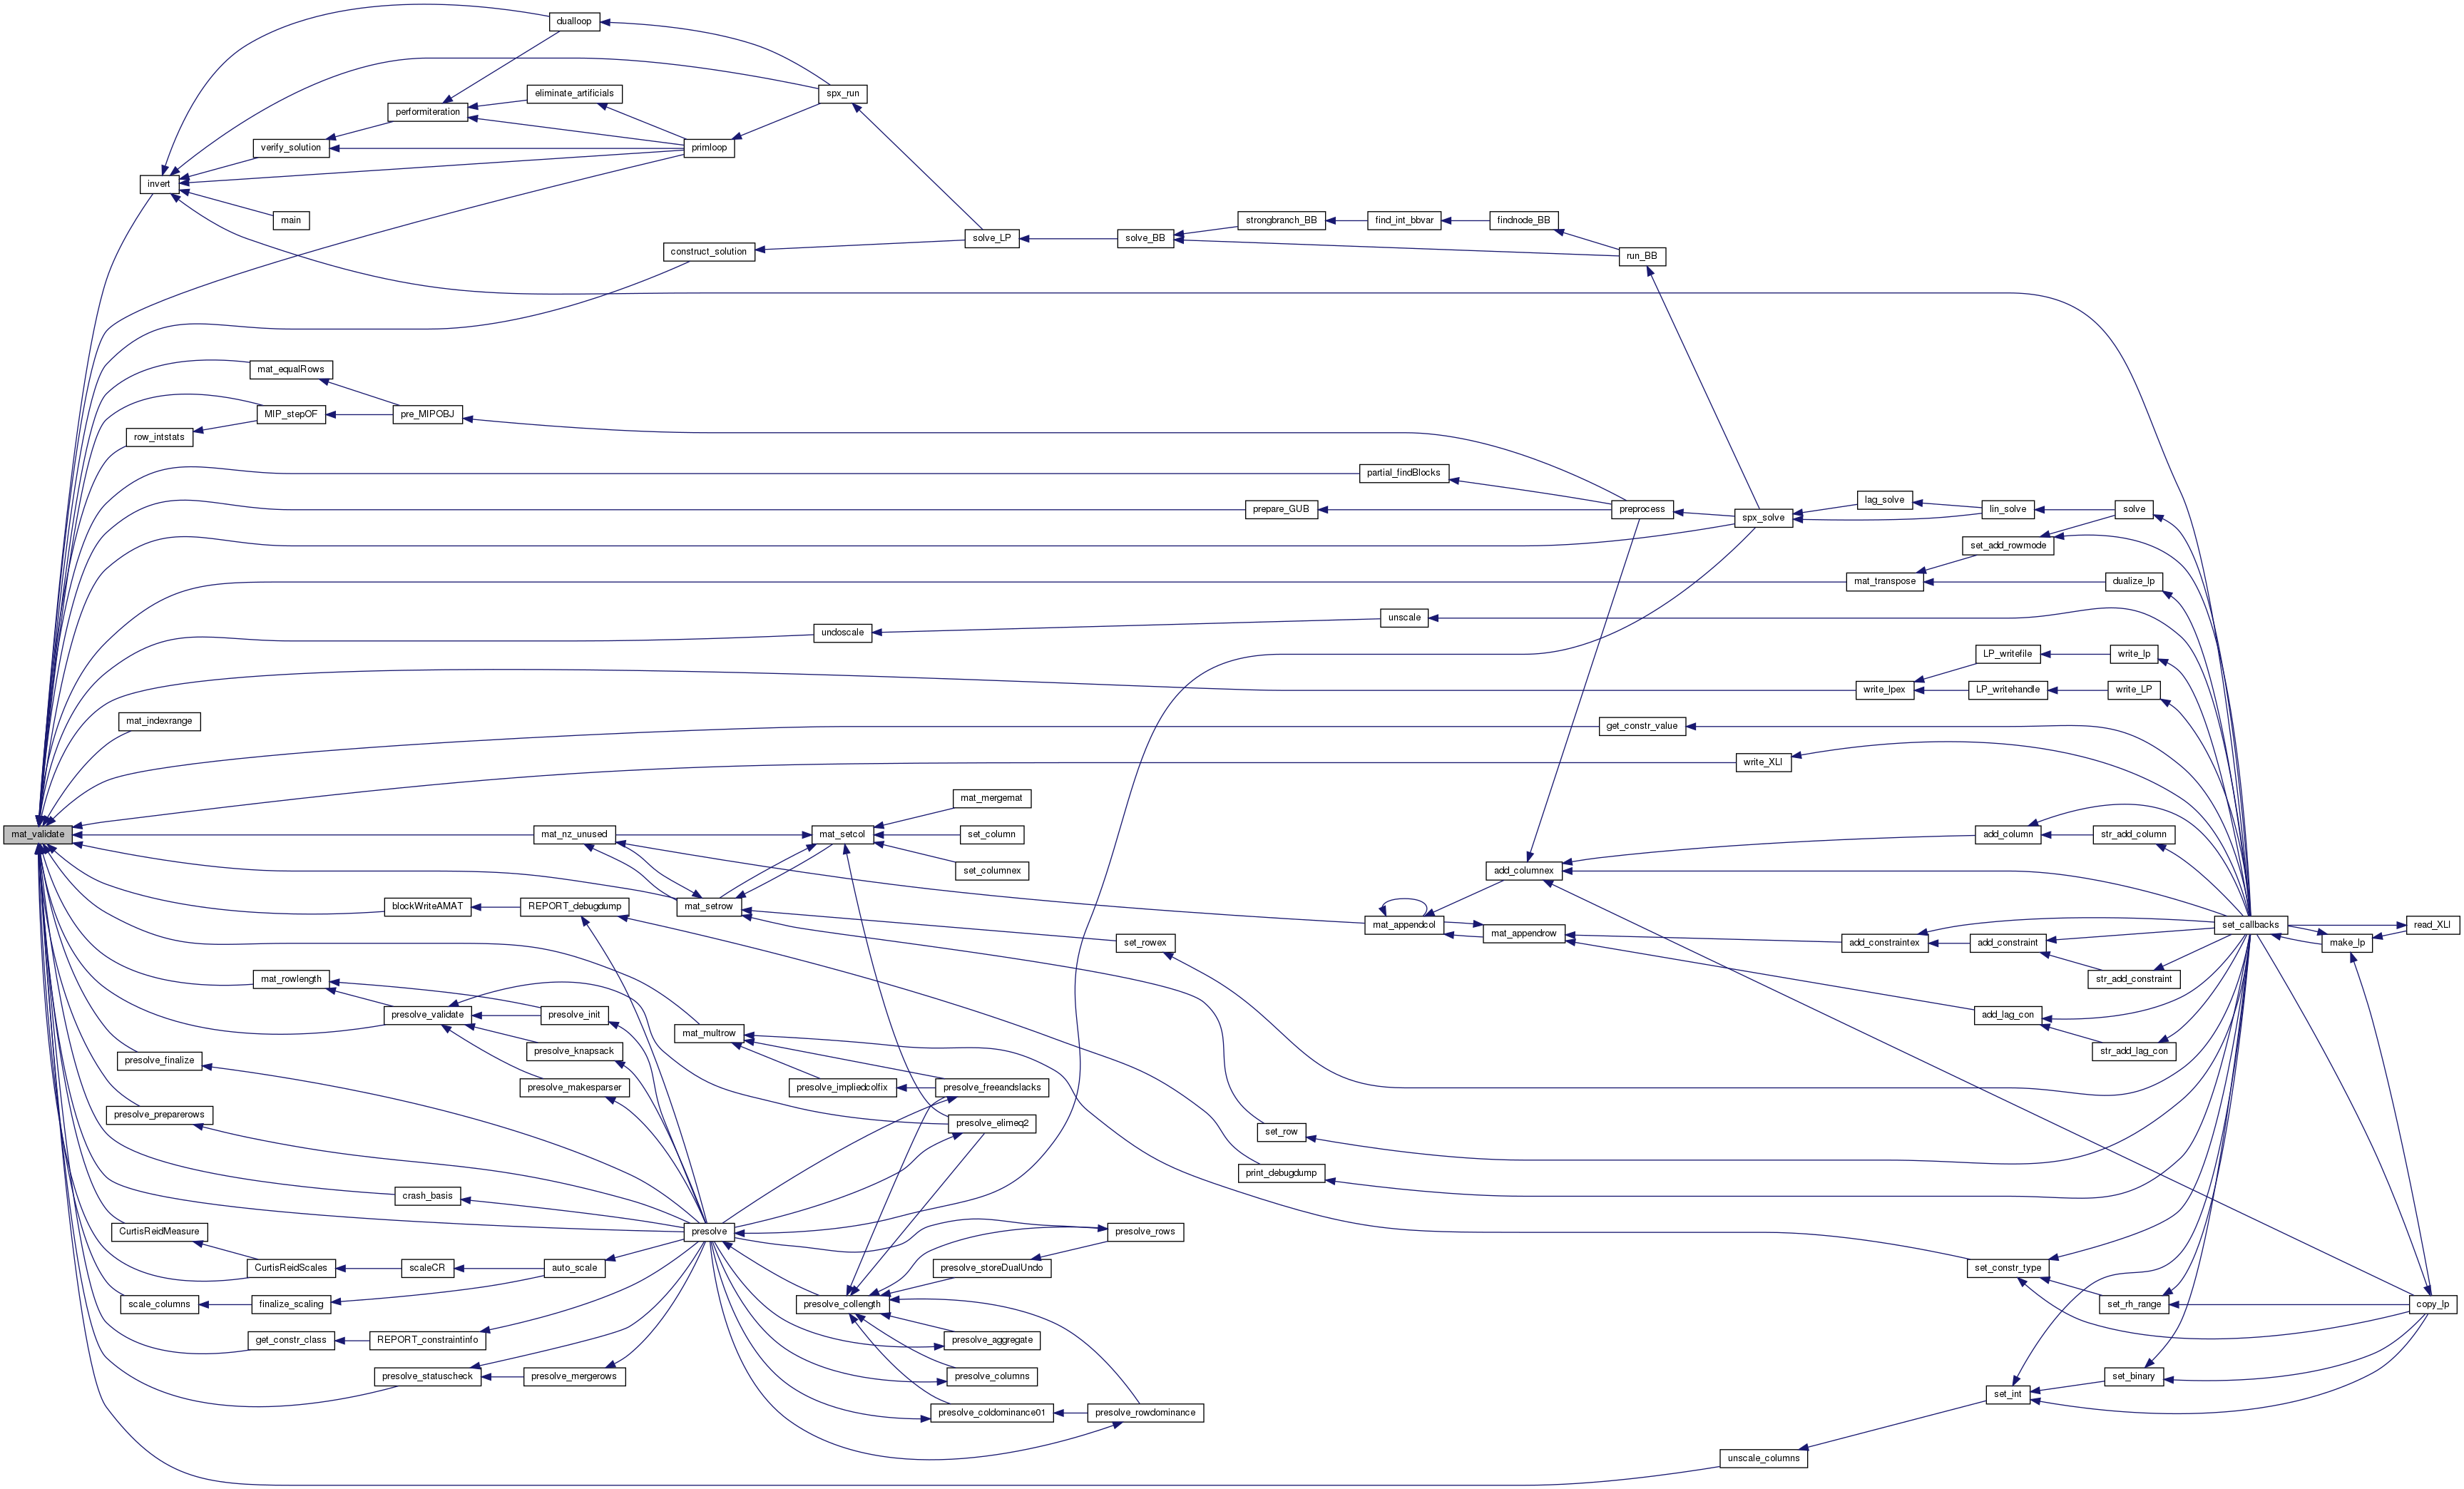 dualloop
eliminate_artificials
spx_run
performiteration
verify_solution
primloop
invert
main
strongbranch_BB
find_int_bbvar
findnode_BB
solve_LP
solve_BB
construct_solution
run_BB
mat_equalRows
MIP_stepOF
pre_MIPOBJ
row_intstats
partial_findBlocks
prepare_GUB
preprocess
spx_solve
lag_solve
lin_solve
solve
set_add_rowmode
mat_transpose
dualize_lp
unscale
undoscale
LP_writefile
write_lp
write_lpex
LP_writehandle
write_LP
mat_indexrange
get_constr_value
write_XLI
mat_mergemat
mat_validate
mat_nz_unused
mat_setcol
set_column
add_column
str_add_column
set_columnex
add_columnex
blockWriteAMAT
REPORT_debugdump
mat_setrow
mat_appendcol
mat_appendrow
set_callbacks
read_XLI
set_rowex
add_constraintex
add_constraint
make_lp
mat_rowlength
str_add_constraint
presolve_validate
presolve_init
add_lag_con
mat_multrow
presolve_knapsack
str_add_lag_con
presolve_finalize
presolve_makesparser
presolve_impliedcolfix
presolve_freeandslacks
presolve_preparerows
presolve_elimeq2
set_row
print_debugdump
crash_basis
CurtisReidMeasure
presolve
presolve_rows
CurtisReidScales
scaleCR
auto_scale
presolve_storeDualUndo
set_constr_type
scale_columns
finalize_scaling
presolve_collength
set_rh_range
copy_lp
get_constr_class
REPORT_constraintinfo
presolve_aggregate
presolve_statuscheck
presolve_mergerows
presolve_columns
set_binary
set_int
presolve_coldominance01
presolve_rowdominance
unscale_columns